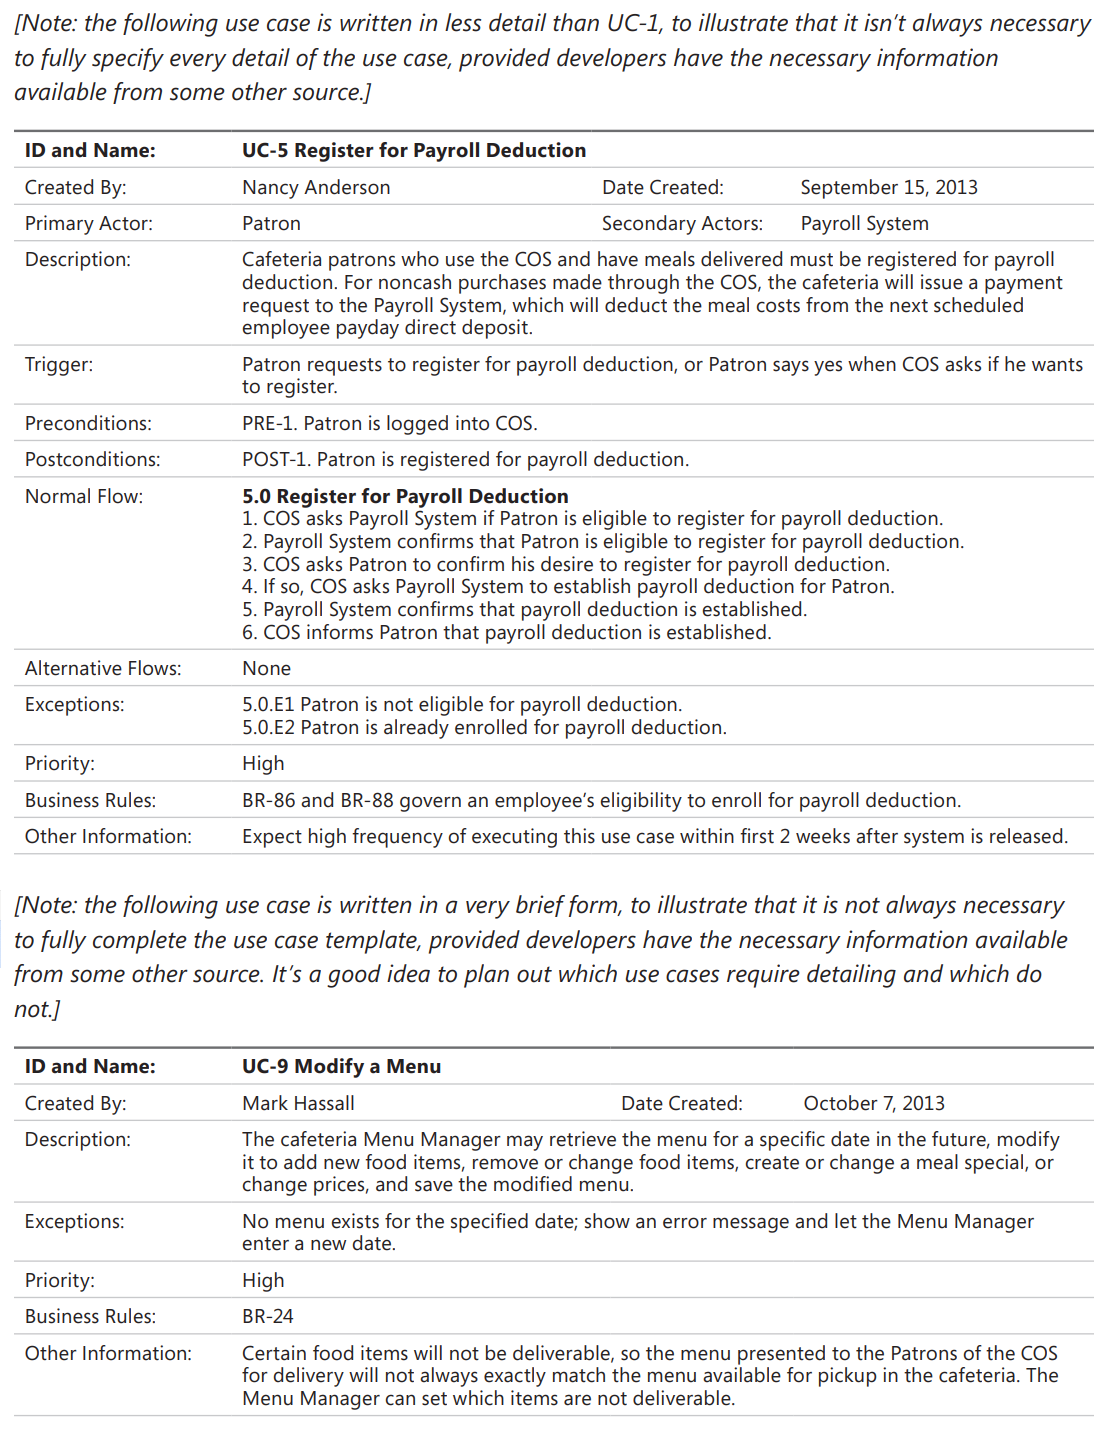 [Note: the following use case is written in less detail than UC-1, to illustrate that it isn't always necessary
to fully specify every detail of the use case, provided developers have the necessary information
available from some other source.]
ID and Name: UC-5 Register for Payroll Deduction
Created By: Nancy Anderson Date Created: September 15, 2013
Primary Actor: Patron Secondary Actors: Payroll System
Description: Cafeteria patrons who use the COS and have meals delivered must be registered for payroll
deduction. For noncash purchases made through the COS, the cafeteria will issue a payment
request to the Payroll System, which will deduct the meal costs from the next scheduled
employee payday direct deposit.
Trigger: Patron requests to register for payroll deduction, or Patron says yes when COS asks if he wants
to register.
Preconditions: PRE-1. Patron is logged into COS.
Postconditions: POST-1. Patron is registered for payroll deduction.
Normal Flow: 5.0 Register for Payroll Deduction
1. COS asks Payroll System if Patron is eligible to register for payroll deduction.
2. Payroll System confirms that Patron is eligible to register for payroll deduction.
3. COS asks Patron to confirm his desire to register for payroll deduction.
4. If so, COS asks Payroll System to establish payroll deduction for Patron.
5. Payroll System confirms that payroll deduction is established.
6. COS informs Patron that payroll deduction is established.
Alternative Flows: None
Exceptions: 5.0.E1 Patron is not eligible for payroll deduction.
5.0.E2 Patron is already enrolled for payroll deduction.
Priority: High
Business Rules: BR-86 and BR-88 govern an employee's eligibility to enroll for payroll deduction.
Other Information: Expect high frequency of executing this use case within first 2 weeks after system is released.
[Note: the following use case is written in a very brief form, to illustrate that it is not always necessary
to fully complete the use case template, provided developers have the necessary information available
from some other source. It's a good idea to plan out which use cases require detailing and which do
not.]
ID and Name: UC-9 Modify a Menu
Created By: Mark Hassall Date Created: October 7, 2013
Description: The cafeteria Menu Manager may retrieve the menu for a specific date in the future, modify
it to add new food items, remove or change food items, create or change a meal special, or
change prices, and save the modified menu.
Exceptions: No menu exists for the specified date; show an error message and let the Menu Manager
enter a new date.
Priority: High
Business Rules: BR-24
Other Information: Certain food items will not be deliverable, so the menu presented to the Patrons of the COS
for delivery will not always exactly match the menu available for pickup in the cafeteria. The
Menu Manager can set which items are not deliverable.